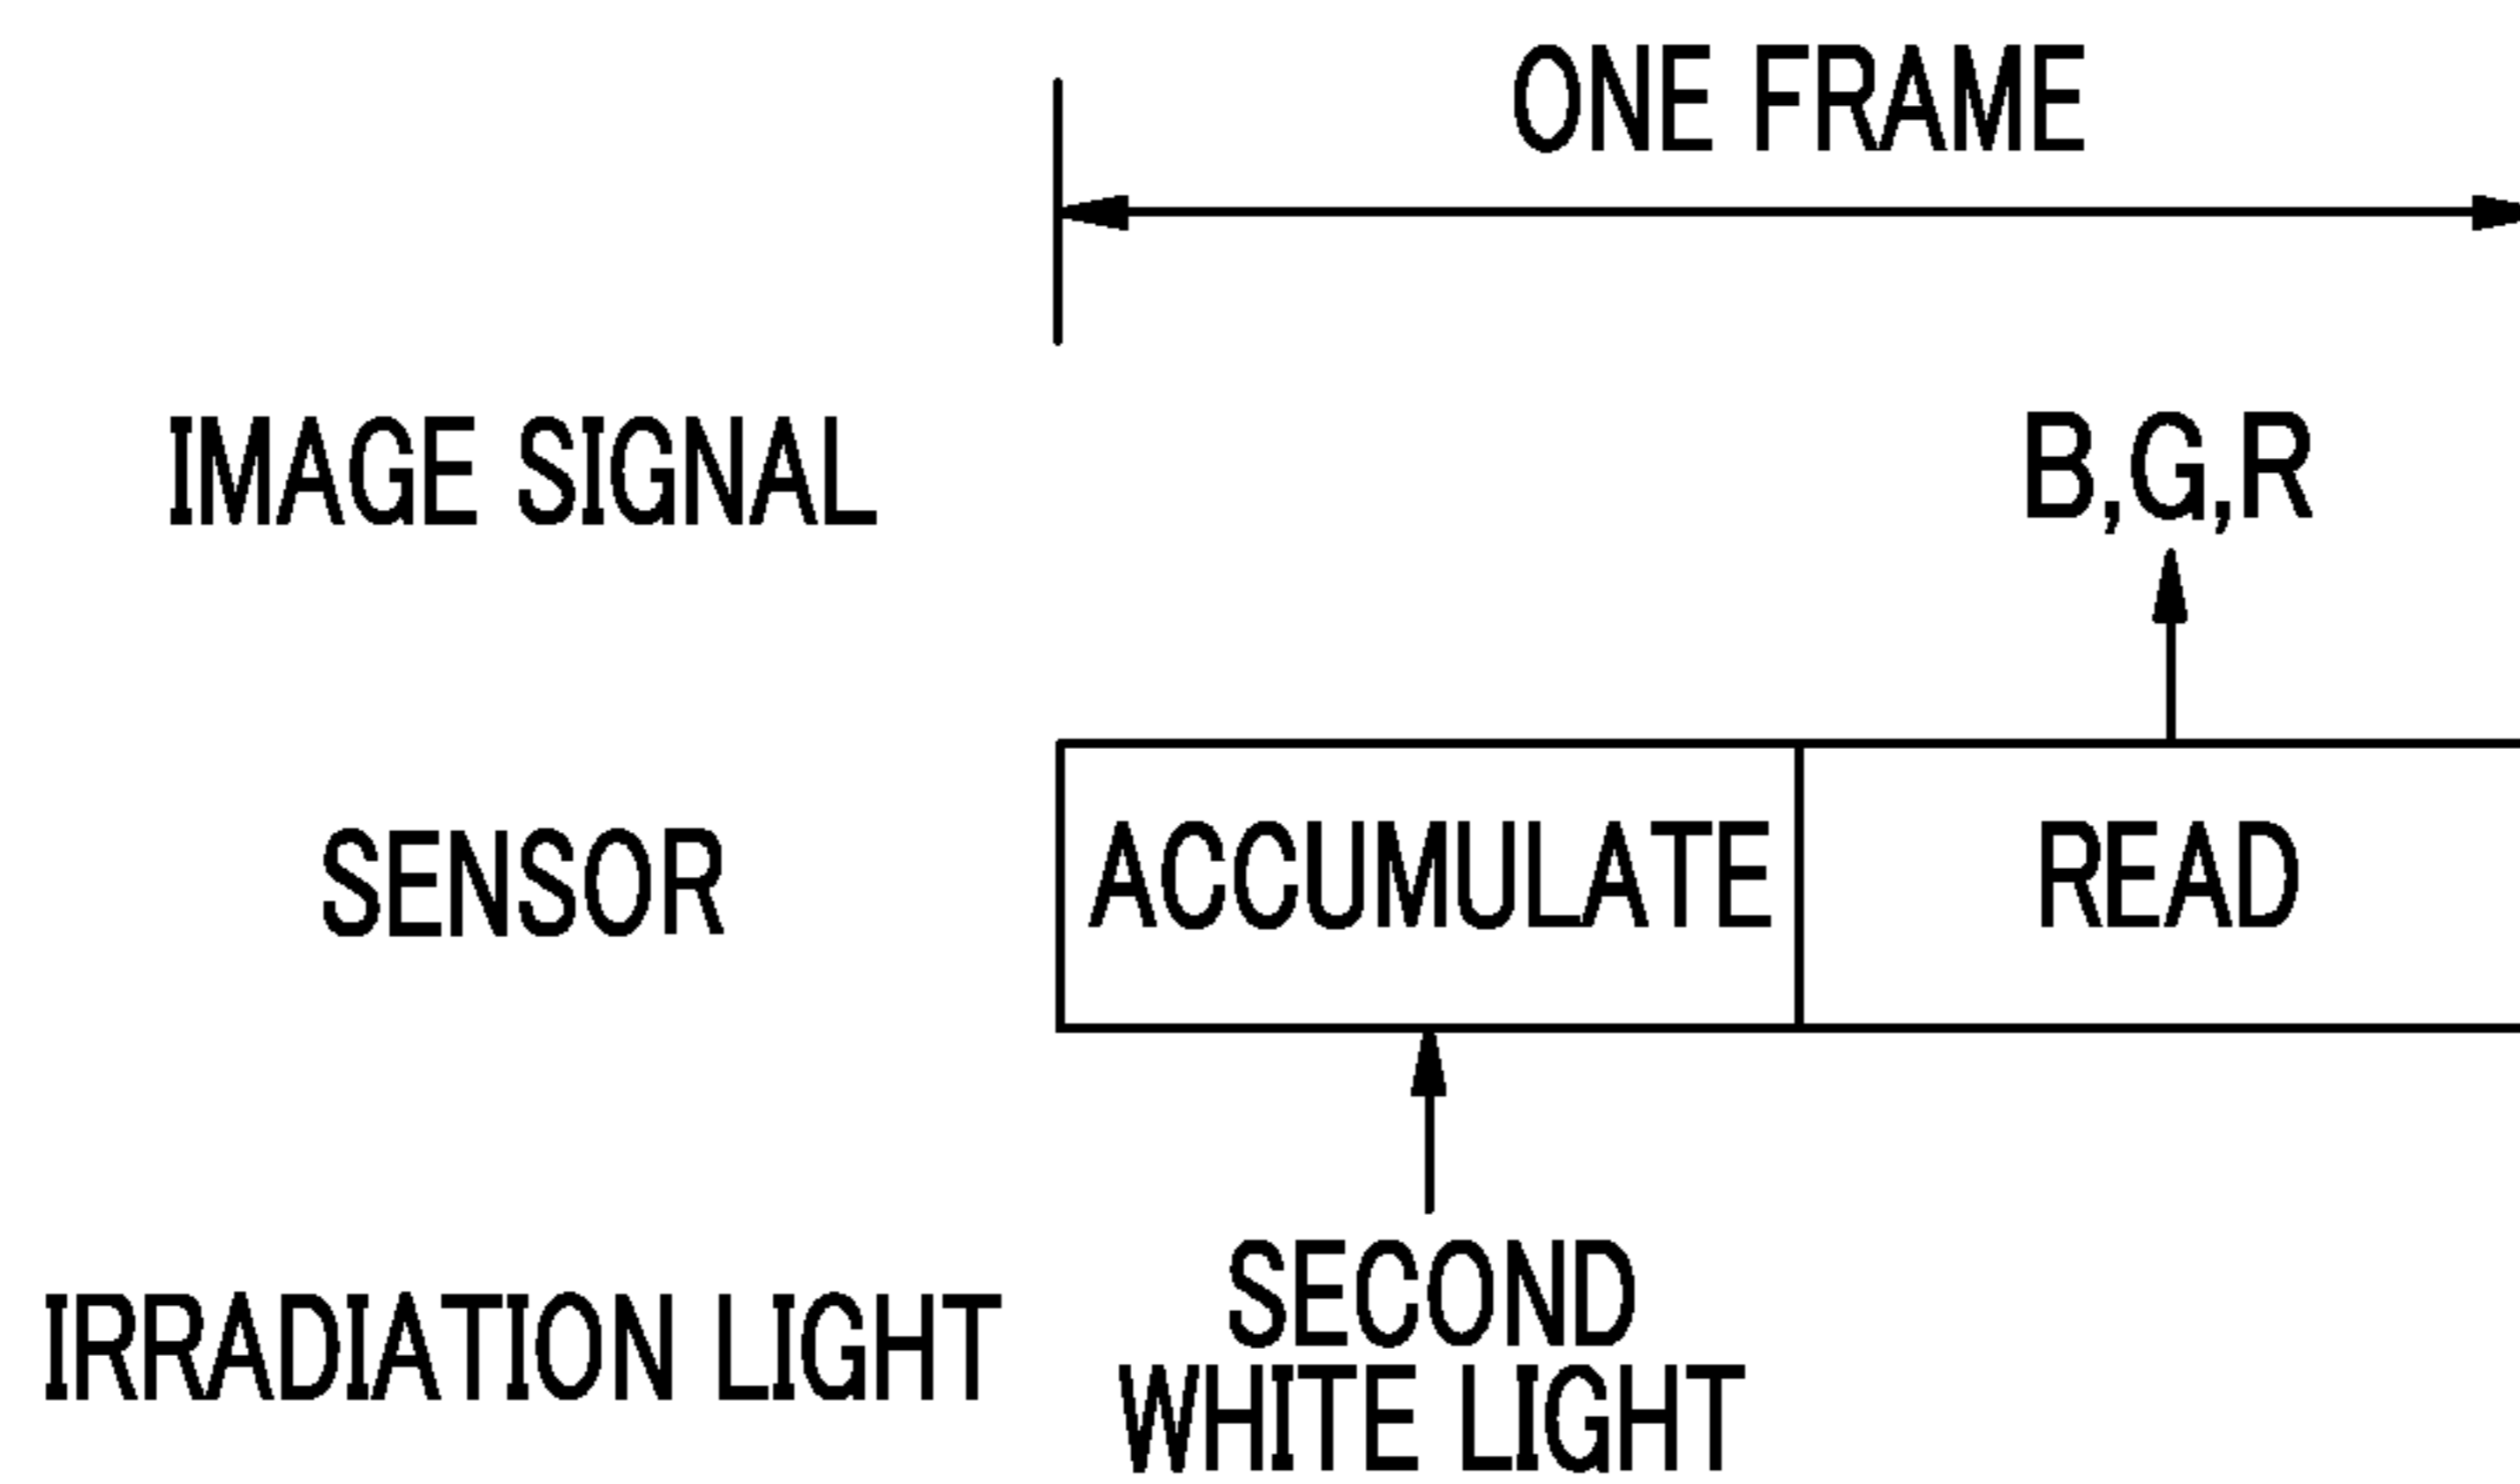 ONE FRAME
IMAGE SIGNAL
B,G,R
SENSOR
ACCUMULATE
READ
IRRADIATION LIGHT
SECOND
WHITE LIGHT